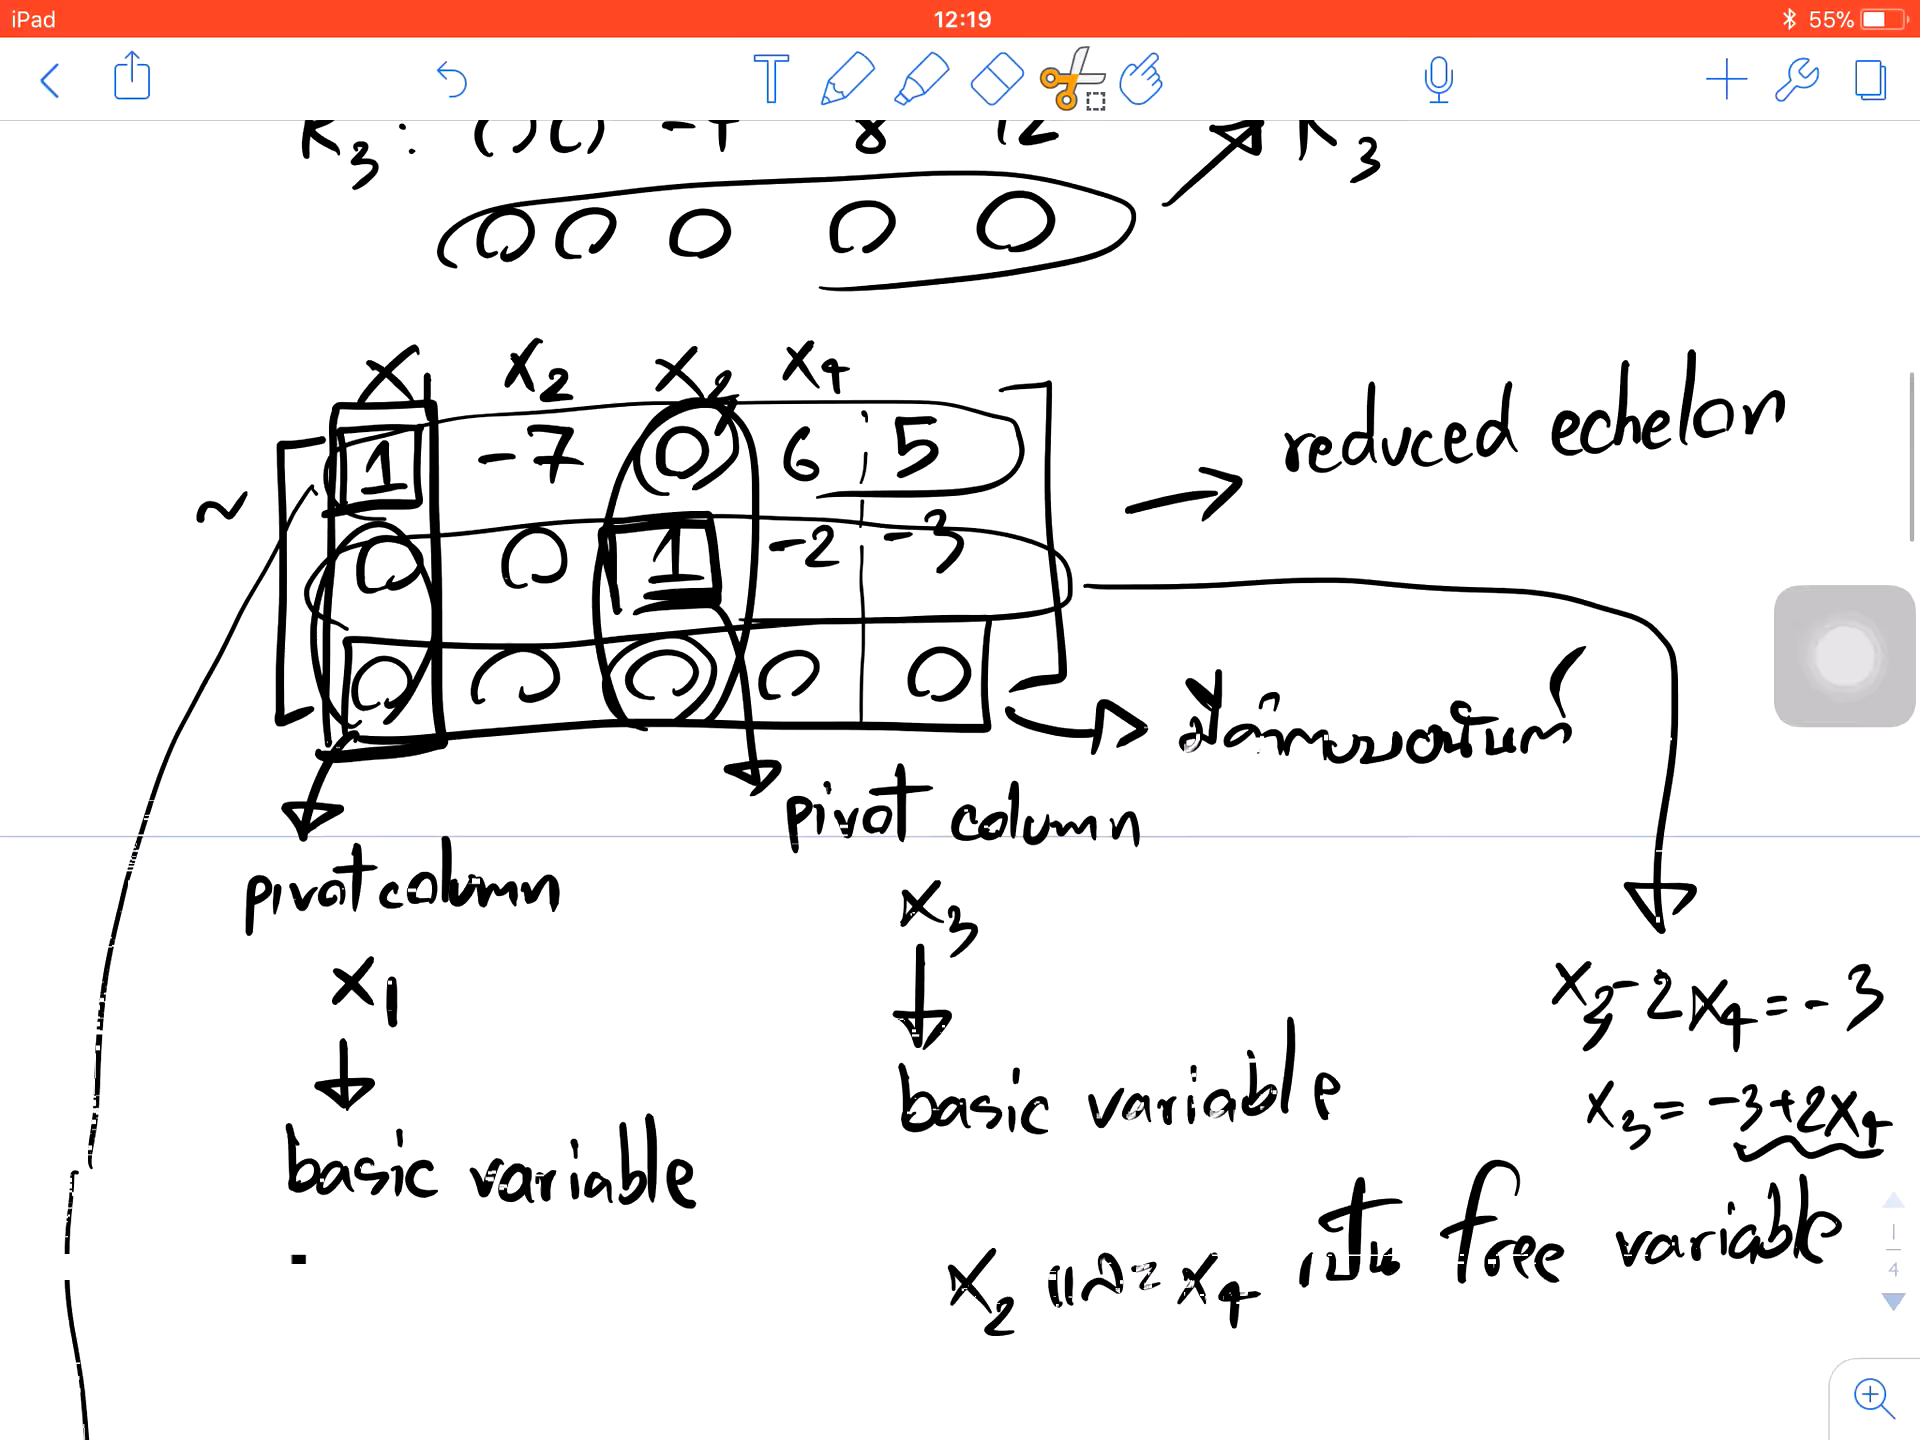 iPad 12:19 55%
R3 : 8 12 R3
0 0 0 0 0
x1 x2 x3 x4
1 -7 0 6 5
reduced echelon
~ 0 0 1 -2 -3
0 0 0 0 0
pivot column
pivot column
x3
x1
x3-2x4=-3
basic variable
x3=-3+2x4
basic variable
x2 และ x4 เป็น free variable
1
4